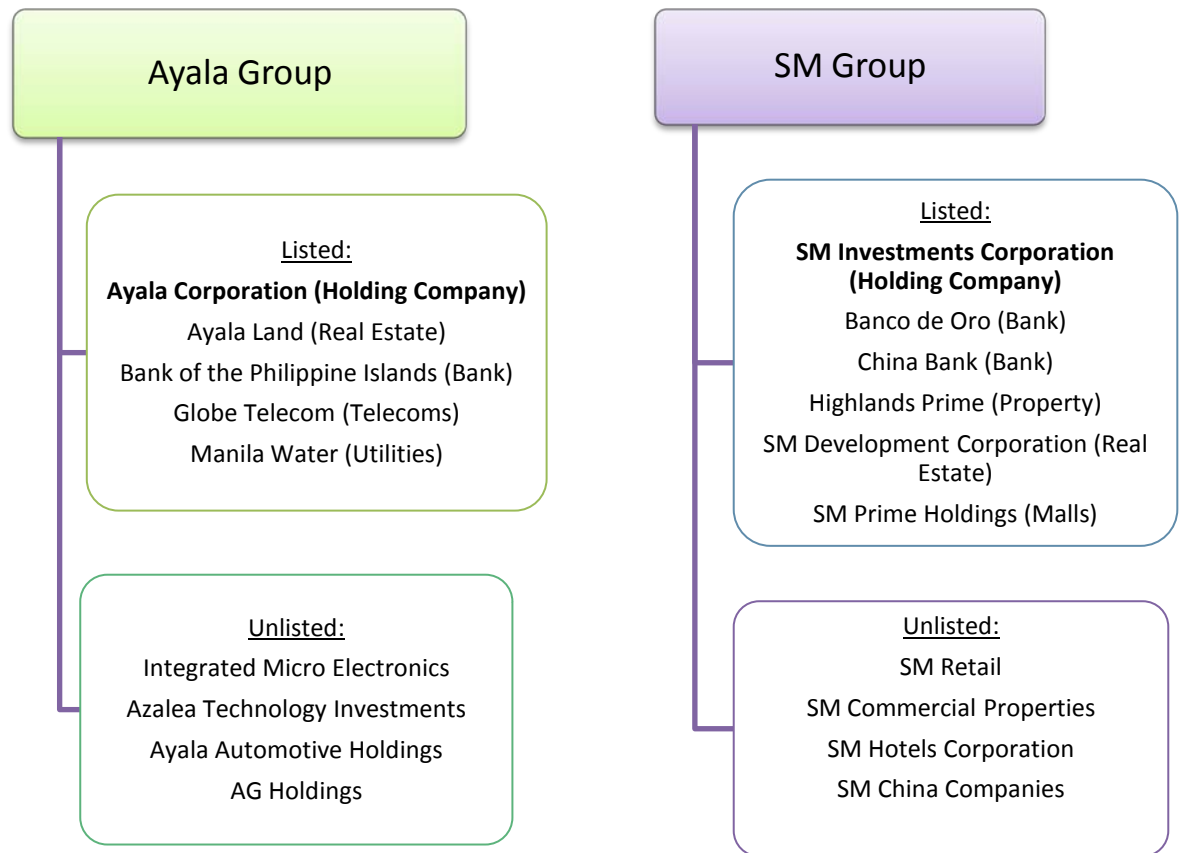 Ayala Group
Listed:
Ayala Corporation (Holding Company)
Ayala Land (Real Estate)
Bank of the Philippine Islands (Bank)
Globe Telecom (Telecoms)
Manila Water (Utilities)
Unlisted:
Integrated Micro Electronics
Azalea Technology Investments
Ayala Automotive Holdings
AG Holdings
SM Group
Listed:
SM Investments Corporation
(Holding Company)
Banco de Oro (Bank)
China Bank (Bank)
Highlands Prime (Property)
SM Development Corporation (Real
Estate)
SM Prime Holdings (Malls)
Unlisted:
SM Retail
SM Commercial Properties
SM Hotels Corporation
SM China Companies